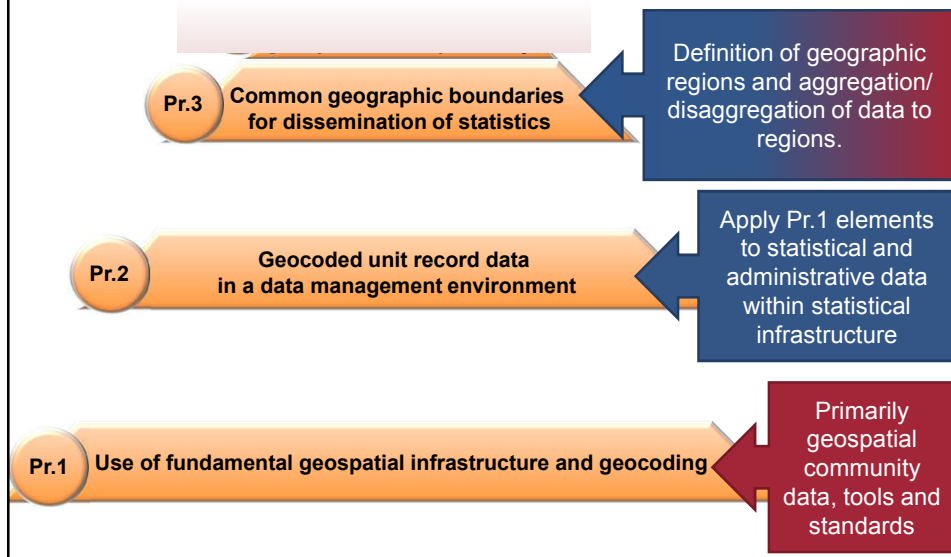 Pr.3
Common geographic boundaries
for dissemination of statistics
Definition of geographic
regions and aggregation/
disaggregation of data to
regions.
Pr.2
Geocoded unit record data
in a data management environment
Apply Pr.1 elements
to statistical and
administrative data
within statistical
infrastructure
Pr.1
Use of fundamental geospatial infrastructure and geocoding
Primarily
geospatial
community
data, tools and
standards